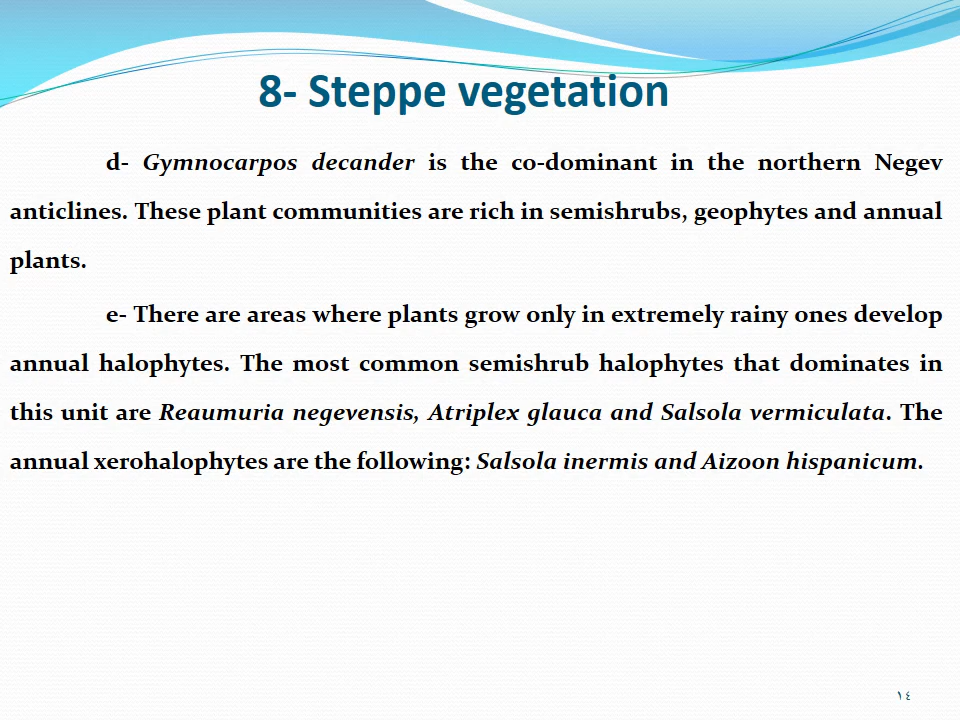 8- Steppe vegetation
d- Gymnocarpos decander is the co-dominant in the northern Negev
anticlines. These plant communities are rich in semishrubs, geophytes and annual
plants.
e- There are areas where plants grow only in extremely rainy ones develop
annual halophytes. The most common semishrub halophytes that dominates in
this unit are Reaumuria negevensis, Atriplex glauca and Salsola vermiculata. The
annual xerohalophytes are the following: Salsola inermis and Aizoon hispanicum.
١٤